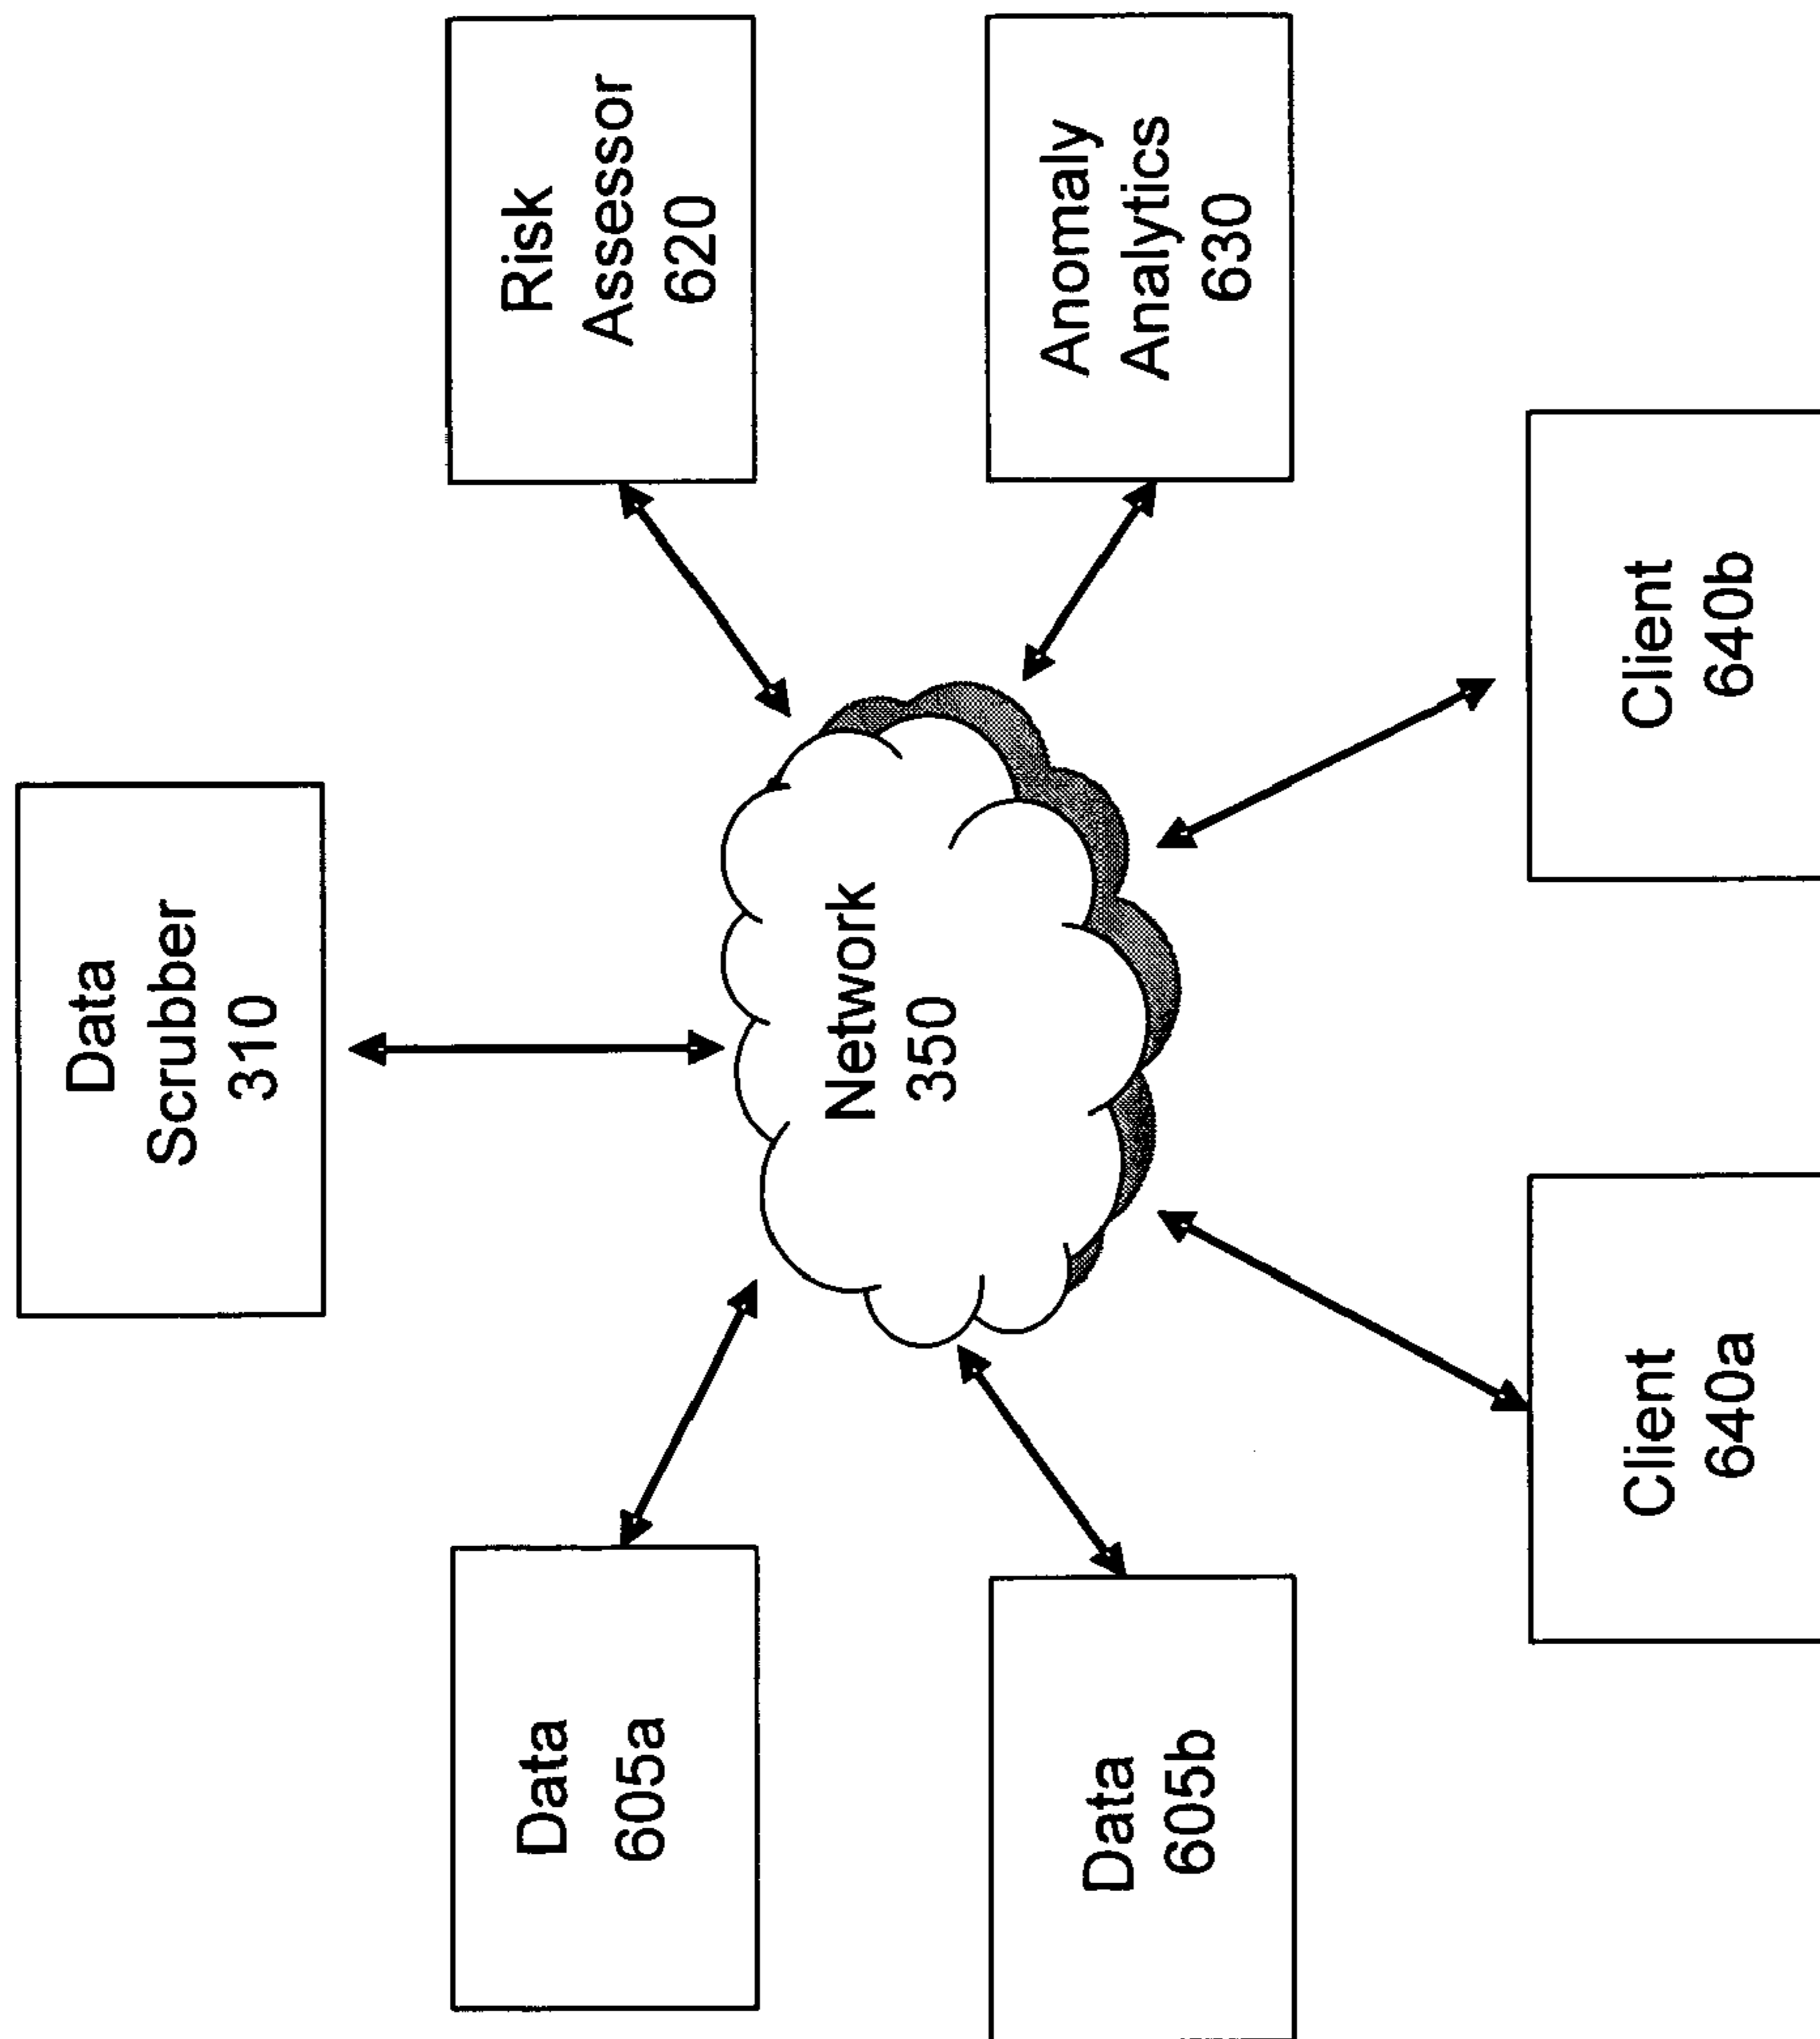 Data
Scrubber
310
Risk
Assessor
620
Anomaly
Analytics
630
Network
350
Data
605a
Data
605b
Client
640a
Client
640b